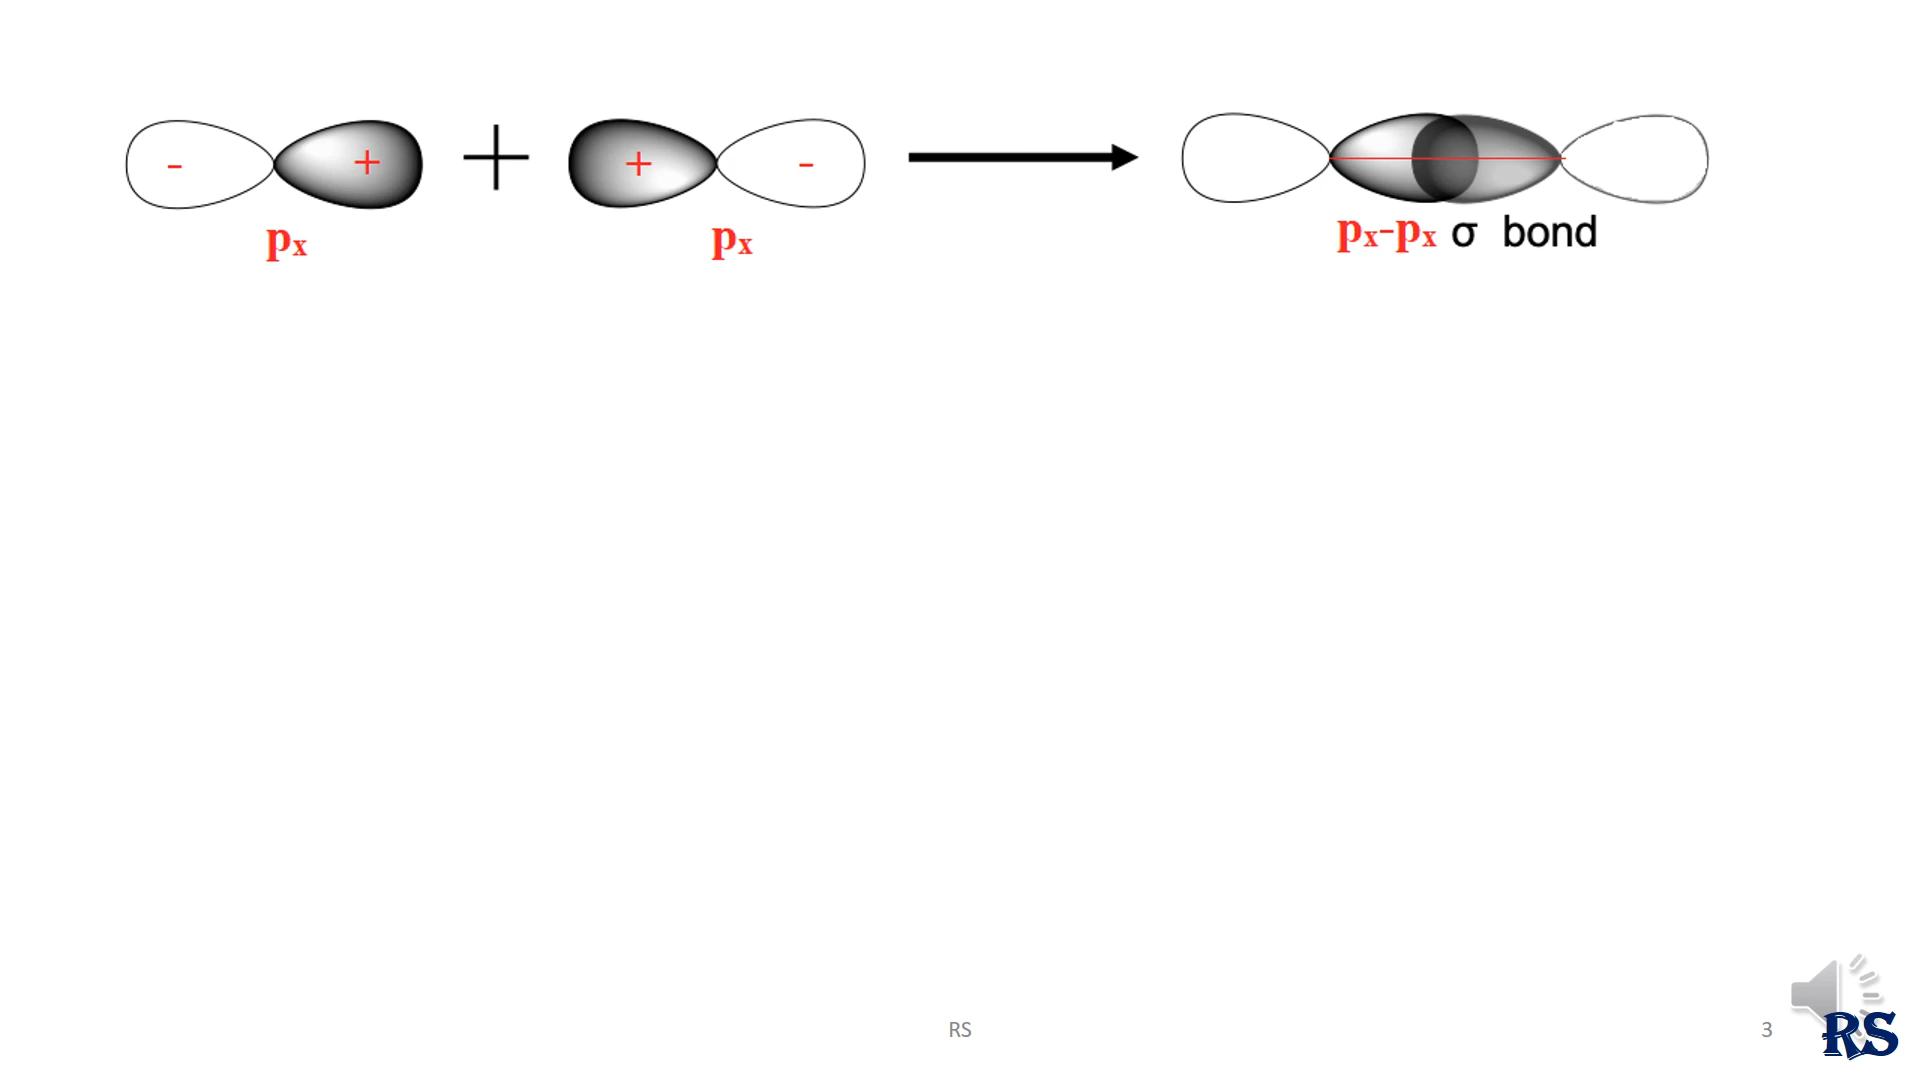 - + + + -
pₓ pₓ pₓ-pₓ σ bond
RS 3 RS